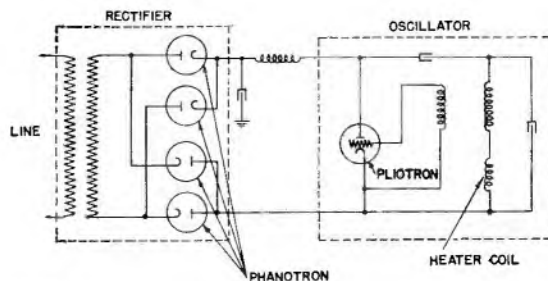 RECTIFIER
OSCILLATOR
LINE
PLIOTRON
PHANOTRON
HEATER COIL